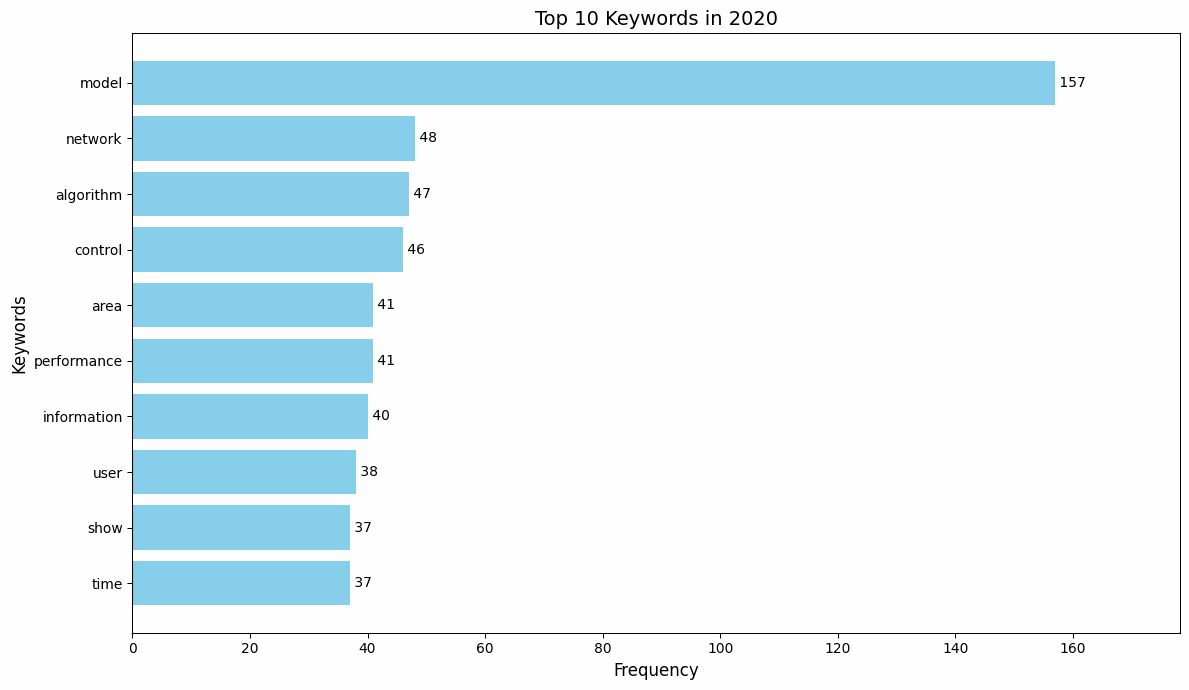 Top 10 Keywords in 2020
Keywords
model 157
network 48
algorithm 47
control 46
area 41
performance 41
information 40
user 38
show 37
time 37
0 20 40 60 80 100 120 140 160
Frequency